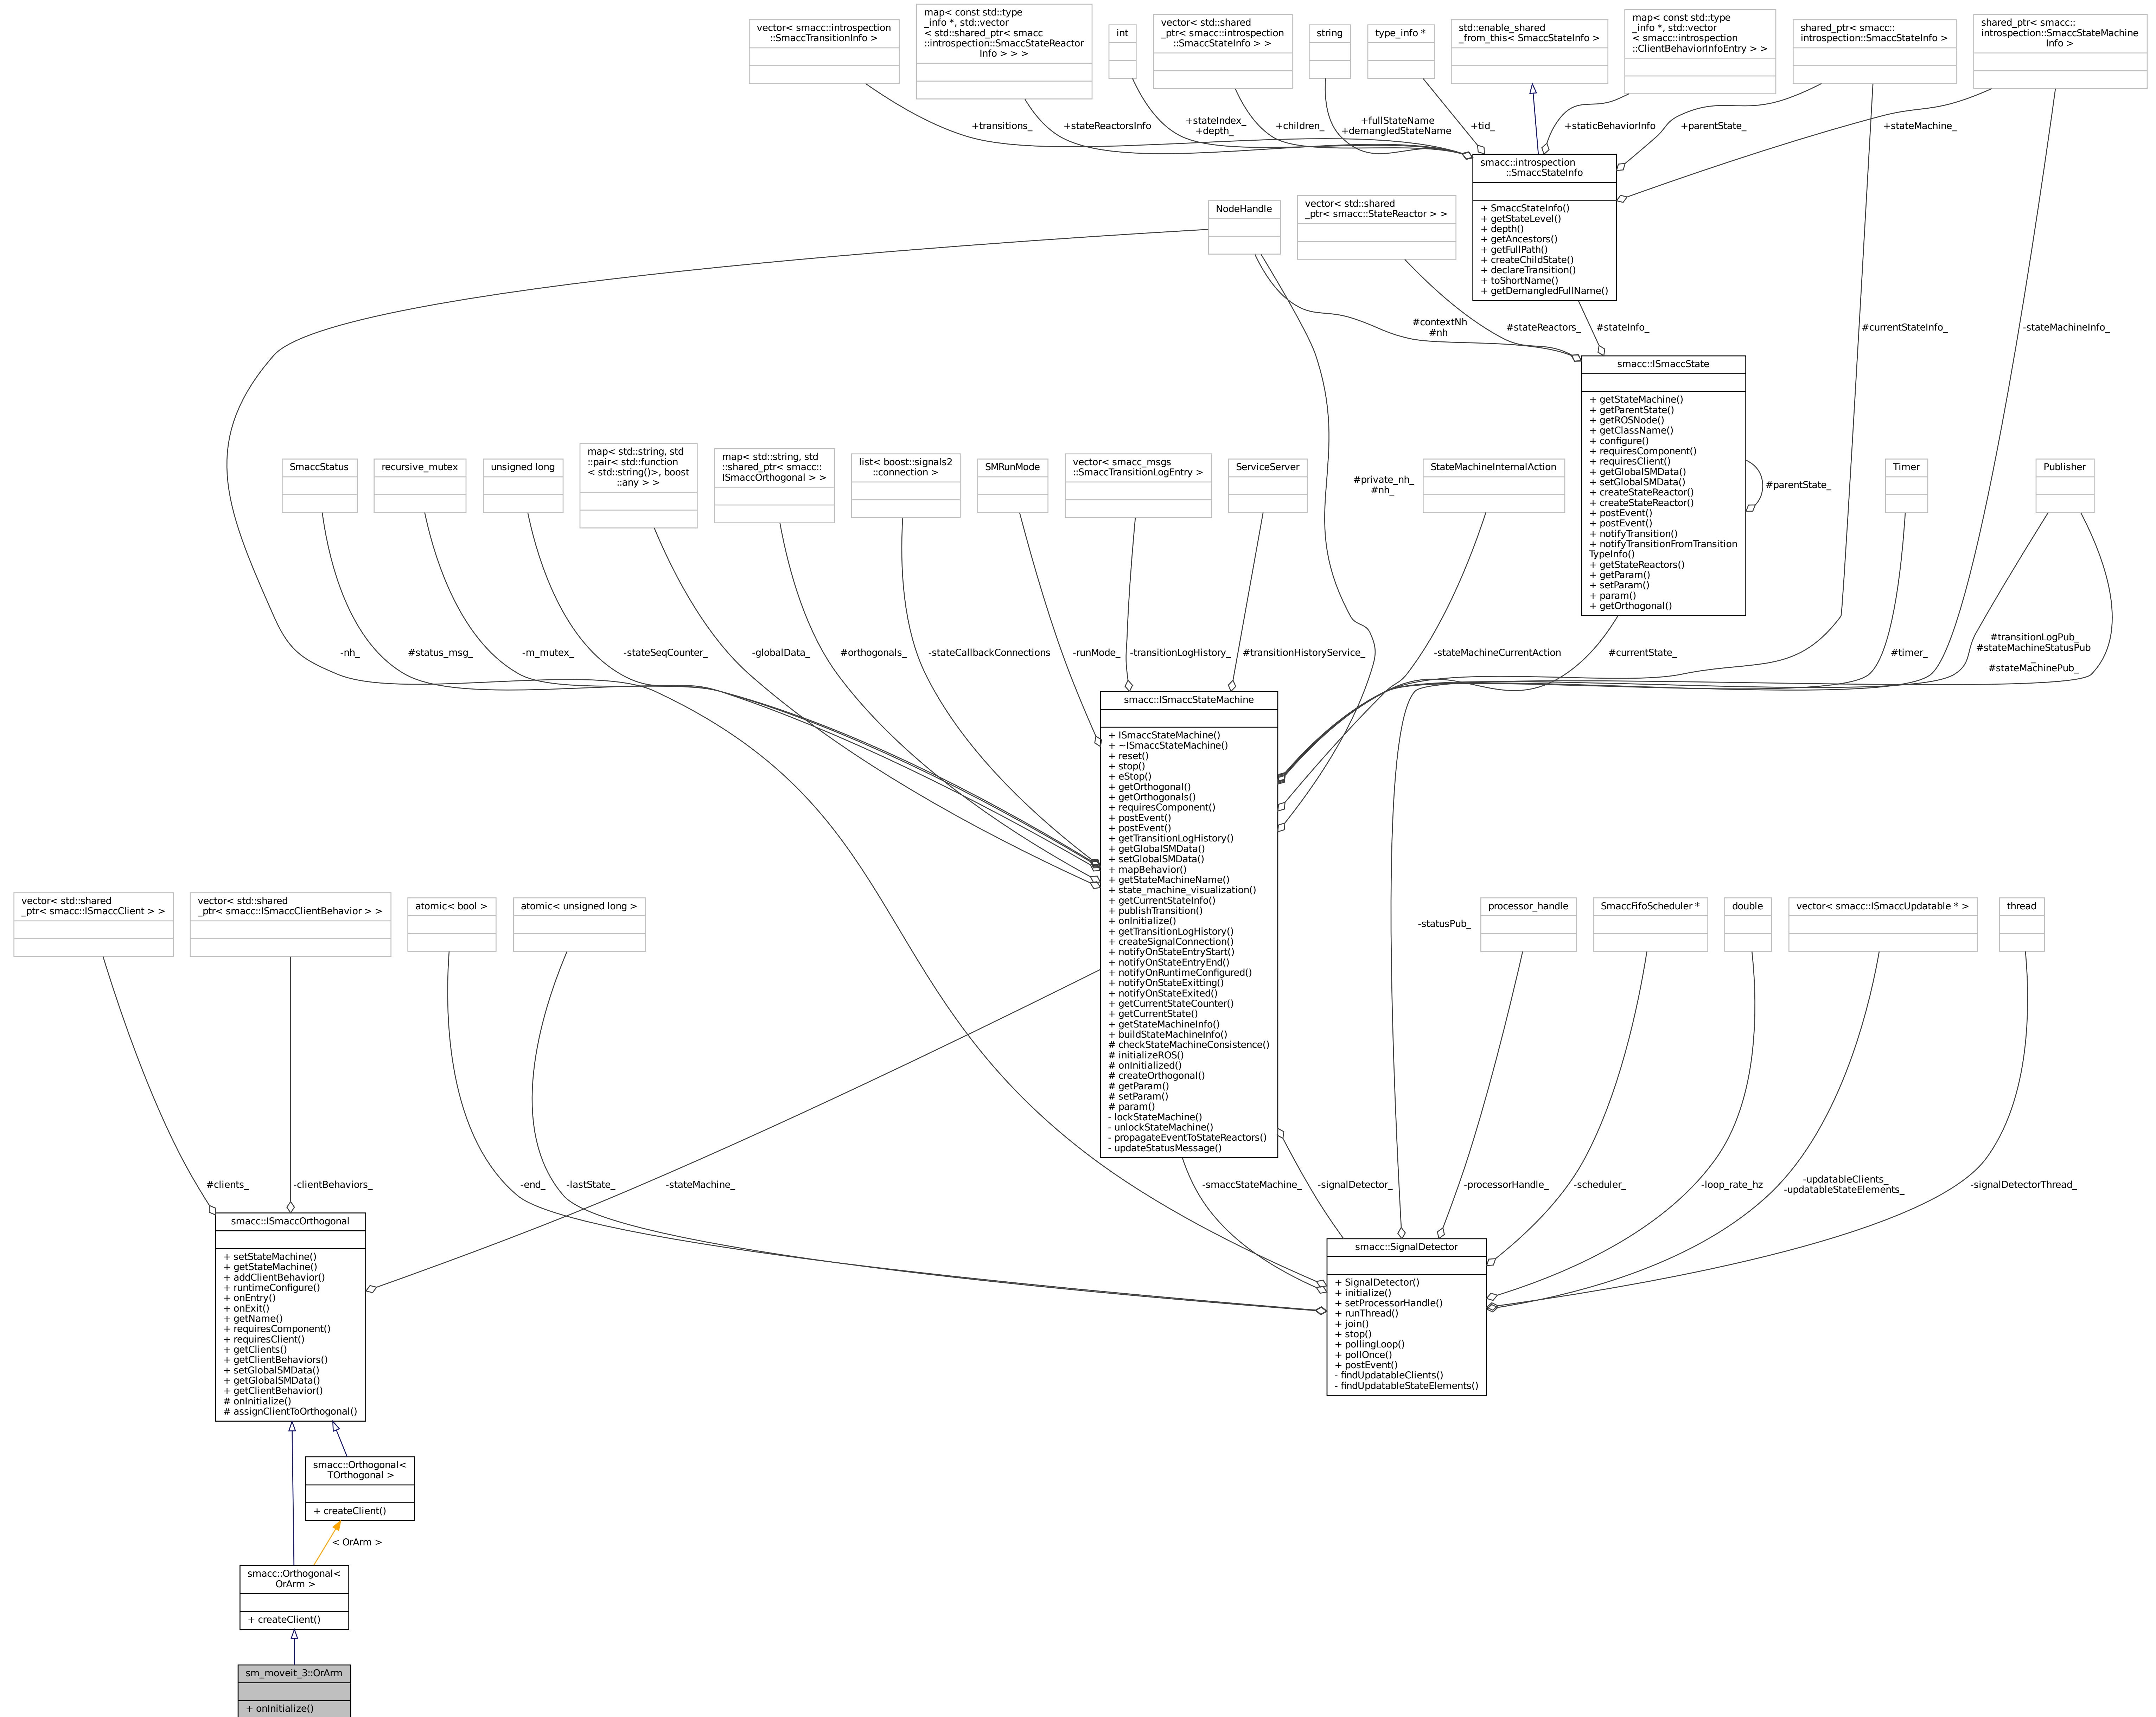 vector< smacc::introspection
::SmaccTransitionInfo >
map< const std::type
_info *, std::vector
< std::shared_ptr< smacc
::introspection::SmaccStateReactor
Info > > >
int
vector< std::shared
_ptr< smacc::introspection
::SmaccStateInfo > >
string
type_info *
std::enable_shared
_from_this< SmaccStateInfo >
map< const std::type
_info *, std::vector
< smacc::introspection
::ClientBehaviorInfoEntry > >
shared_ptr< smacc::
introspection::SmaccStateInfo >
shared_ptr< smacc::
introspection::SmaccStateMachine
Info >
+transitions_
+stateReactorsInfo
+stateIndex_
+depth_
+children_
+fullStateName
+demangledStateName
+tid_
+staticBehaviorInfo
+parentState_
+stateMachine_
smacc::introspection
::SmaccStateInfo
+ SmaccStateInfo()
+ getStateLevel()
+ depth()
+ getAncestors()
+ getFullPath()
+ createChildState()
+ declareTransition()
+ toShortName()
+ getDemangledFullName()
NodeHandle
vector< std::shared
_ptr< smacc::StateReactor > >
#contextNh
#nh
#stateReactors_
#stateInfo_
#currentStateInfo_
-stateMachineInfo_
smacc::ISmaccState
+ getStateMachine()
+ getParentState()
+ getROSNode()
+ getClassName()
+ configure()
+ requiresComponent()
+ requiresClient()
+ getGlobalSMData()
+ setGlobalSMData()
+ createStateReactor()
+ createStateReactor()
+ postEvent()
+ postEvent()
+ notifyTransition()
+ notifyTransitionFromTransition
TypeInfo()
+ getStateReactors()
+ getParam()
+ setParam()
+ param()
+ getOrthogonal()
#parentState_
SmaccStatus
recursive_mutex
unsigned long
map< std::string, std
::pair< std::function
< std::string()>, boost
::any > >
map< std::string, std
::shared_ptr< smacc::
ISmaccOrthogonal > >
list< boost::signals2
::connection >
SMRunMode
vector< smacc_msgs
::SmaccTransitionLogEntry >
ServiceServer
#private_nh_
#nh_
StateMachineInternalAction
Timer
Publisher
-nh_
#status_msg_
-m_mutex_
-stateSeqCounter_
-globalData_
#orthogonals_
-stateCallbackConnections
-runMode_
-transitionLogHistory_
#transitionHistoryService_
-stateMachineCurrentAction
#currentState_
#timer_
#transitionLogPub_
#stateMachineStatusPub
_
#stateMachinePub_
smacc::ISmaccStateMachine
+ ISmaccStateMachine()
+ ~ISmaccStateMachine()
+ reset()
+ stop()
+ eStop()
+ getOrthogonal()
+ getOrthogonals()
+ requiresComponent()
+ postEvent()
+ postEvent()
+ getTransitionLogHistory()
+ getGlobalSMData()
+ setGlobalSMData()
+ mapBehavior()
+ getStateMachineName()
+ state_machine_visualization()
+ getCurrentStateInfo()
+ publishTransition()
+ onInitialize()
+ getTransitionLogHistory()
+ createSignalConnection()
+ notifyOnStateEntryStart()
+ notifyOnStateEntryEnd()
+ notifyOnRuntimeConfigured()
+ notifyOnStateExitting()
+ notifyOnStateExited()
+ getCurrentStateCounter()
+ getCurrentState()
+ getStateMachineInfo()
+ buildStateMachineInfo()
# checkStateMachineConsistence()
# initializeROS()
# onInitialized()
# createOrthogonal()
# getParam()
# setParam()
# param()
- lockStateMachine()
- unlockStateMachine()
- propagateEventToStateReactors()
- updateStatusMessage()
vector< std::shared
_ptr< smacc::ISmaccClient > >
vector< std::shared
_ptr< smacc::ISmaccClientBehavior > >
atomic< bool >
atomic< unsigned long >
-statusPub_
processor_handle
SmaccFifoScheduler *
double
vector< smacc::ISmaccUpdatable * >
thread
#clients_
-clientBehaviors_
-end_
-lastState_
-stateMachine_
-smaccStateMachine_
-signalDetector_
-processorHandle_
-scheduler_
-loop_rate_hz
-updatableClients_
-updatableStateElements_
-signalDetectorThread_
smacc::ISmaccOrthogonal
+ setStateMachine()
+ getStateMachine()
+ addClientBehavior()
+ runtimeConfigure()
+ onEntry()
+ onExit()
+ getName()
+ requiresComponent()
+ requiresClient()
+ getClients()
+ getClientBehaviors()
+ setGlobalSMData()
+ getGlobalSMData()
+ getClientBehavior()
# onInitialize()
# assignClientToOrthogonal()
smacc::SignalDetector
+ SignalDetector()
+ initialize()
+ setProcessorHandle()
+ runThread()
+ join()
+ stop()
+ pollingLoop()
+ pollOnce()
+ postEvent()
- findUpdatableClients()
- findUpdatableStateElements()
smacc::Orthogonal<
TOrthogonal >
+ createClient()
< OrArm >
smacc::Orthogonal<
OrArm >
+ createClient()
sm_moveit_3::OrArm
+ onInitialize()